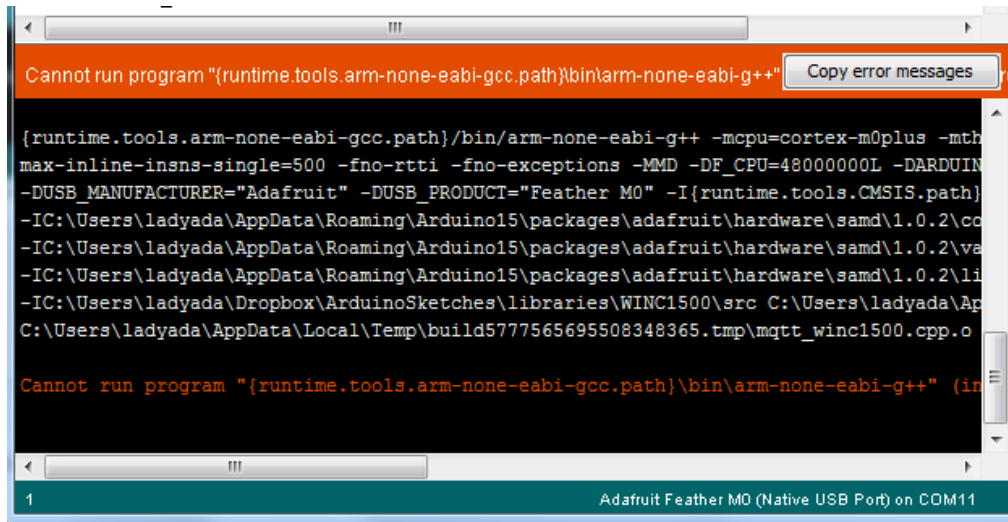 Cannot run program "{runtime.tools.arm-none-eabi-gcc.path}\bin\arm-none-eabi-g++"
Copy error messages
{runtime.tools.arm-none-eabi-gcc.path}/bin/arm-none-eabi-g++ -mcpu=cortex-m0plus -mth
max-inline-insns-single=500 -fno-rtti -fno-exceptions -MMD -DF_CPU=48000000L -DARDUIN
-DUSB_MANUFACTURER="Adafruit" -DUSB_PRODUCT="Feather M0" -I{runtime.tools.CMSIS.path}
-IC:\Users\ladyada\AppData\Roaming\Arduino15\packages\adafruit\hardware\samd\1.0.2\co
-IC:\Users\ladyada\AppData\Roaming\Arduino15\packages\adafruit\hardware\samd\1.0.2\va
-IC:\Users\ladyada\AppData\Roaming\Arduino15\packages\adafruit\hardware\samd\1.0.2\li
-IC:\Users\ladyada\Dropbox\ArduinoSketches\libraries\WINC1500\src C:\Users\ladyada\Ap
C:\Users\ladyada\AppData\Local\Temp\build5777565695508348365.tmp\mqtt_winc1500.cpp.o
Cannot run program "{runtime.tools.arm-none-eabi-gcc.path}\bin\arm-none-eabi-g++" (in
1
Adafruit Feather M0 (Native USB Port) on COM11